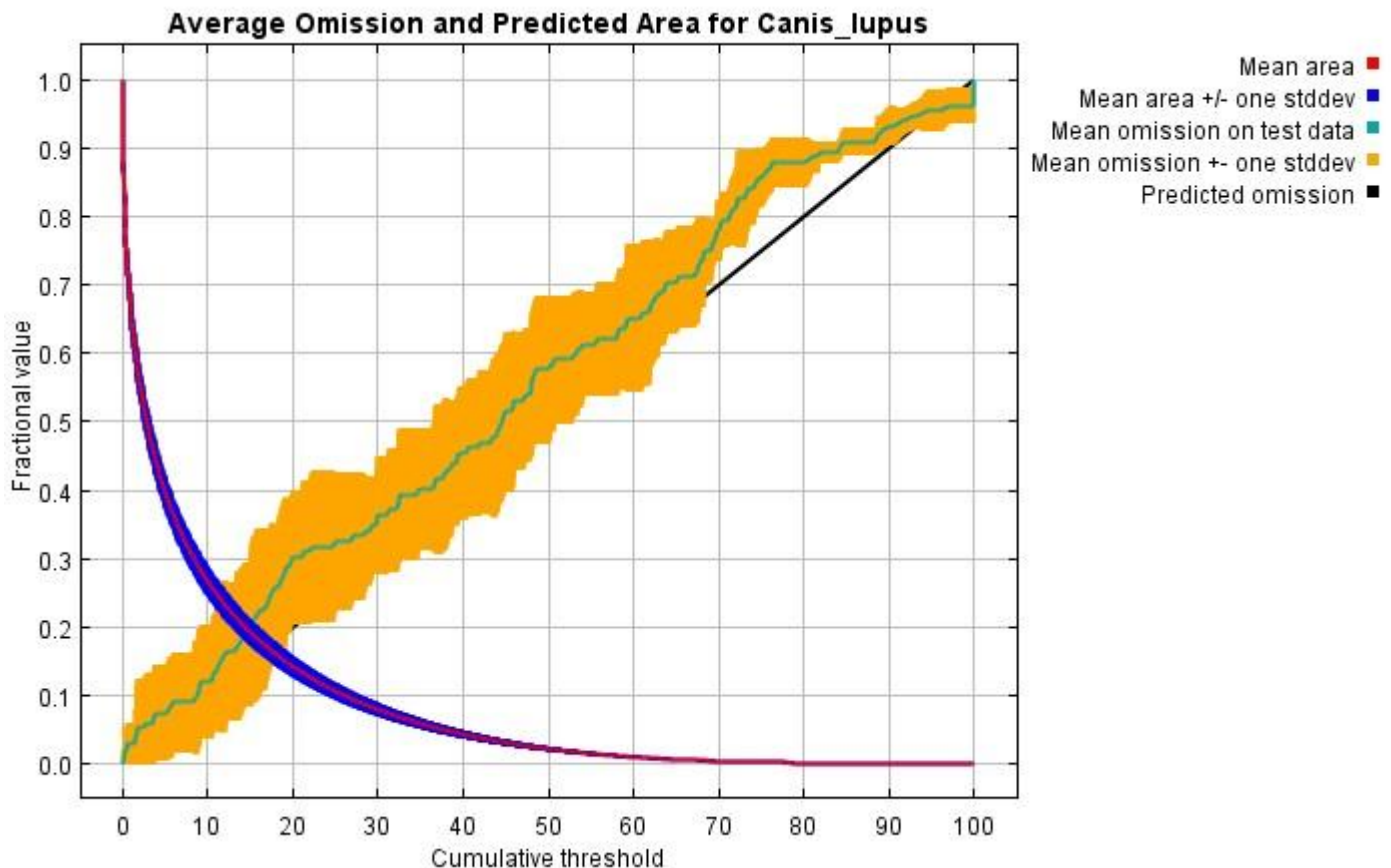 Average Omission and Predicted Area for Canis_lupus
Mean area
Mean area +/- one stddev
Mean omission on test data
Mean omission +- one stddev
Predicted omission
Fractional value
1.0
0.9
0.8
0.7
0.6
0.5
0.4
0.3
0.2
0.1
0.0
0 10 20 30 40 50 60 70 80 90 100
Cumulative threshold